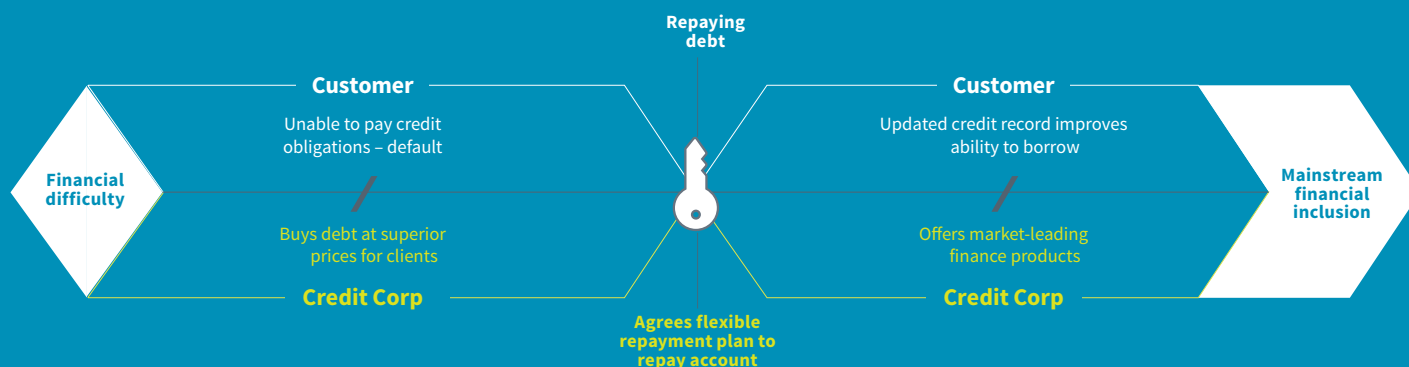 Repaying
debt
Customer
Unable to pay credit
obligations – default
Customer
Updated credit record improves
ability to borrow
Financial
difficulty
Mainstream
financial
inclusion
Buys debt at superior
prices for clients
Credit Corp
Offers market-leading
finance products
Credit Corp
Agrees flexible
repayment plan to
repay account